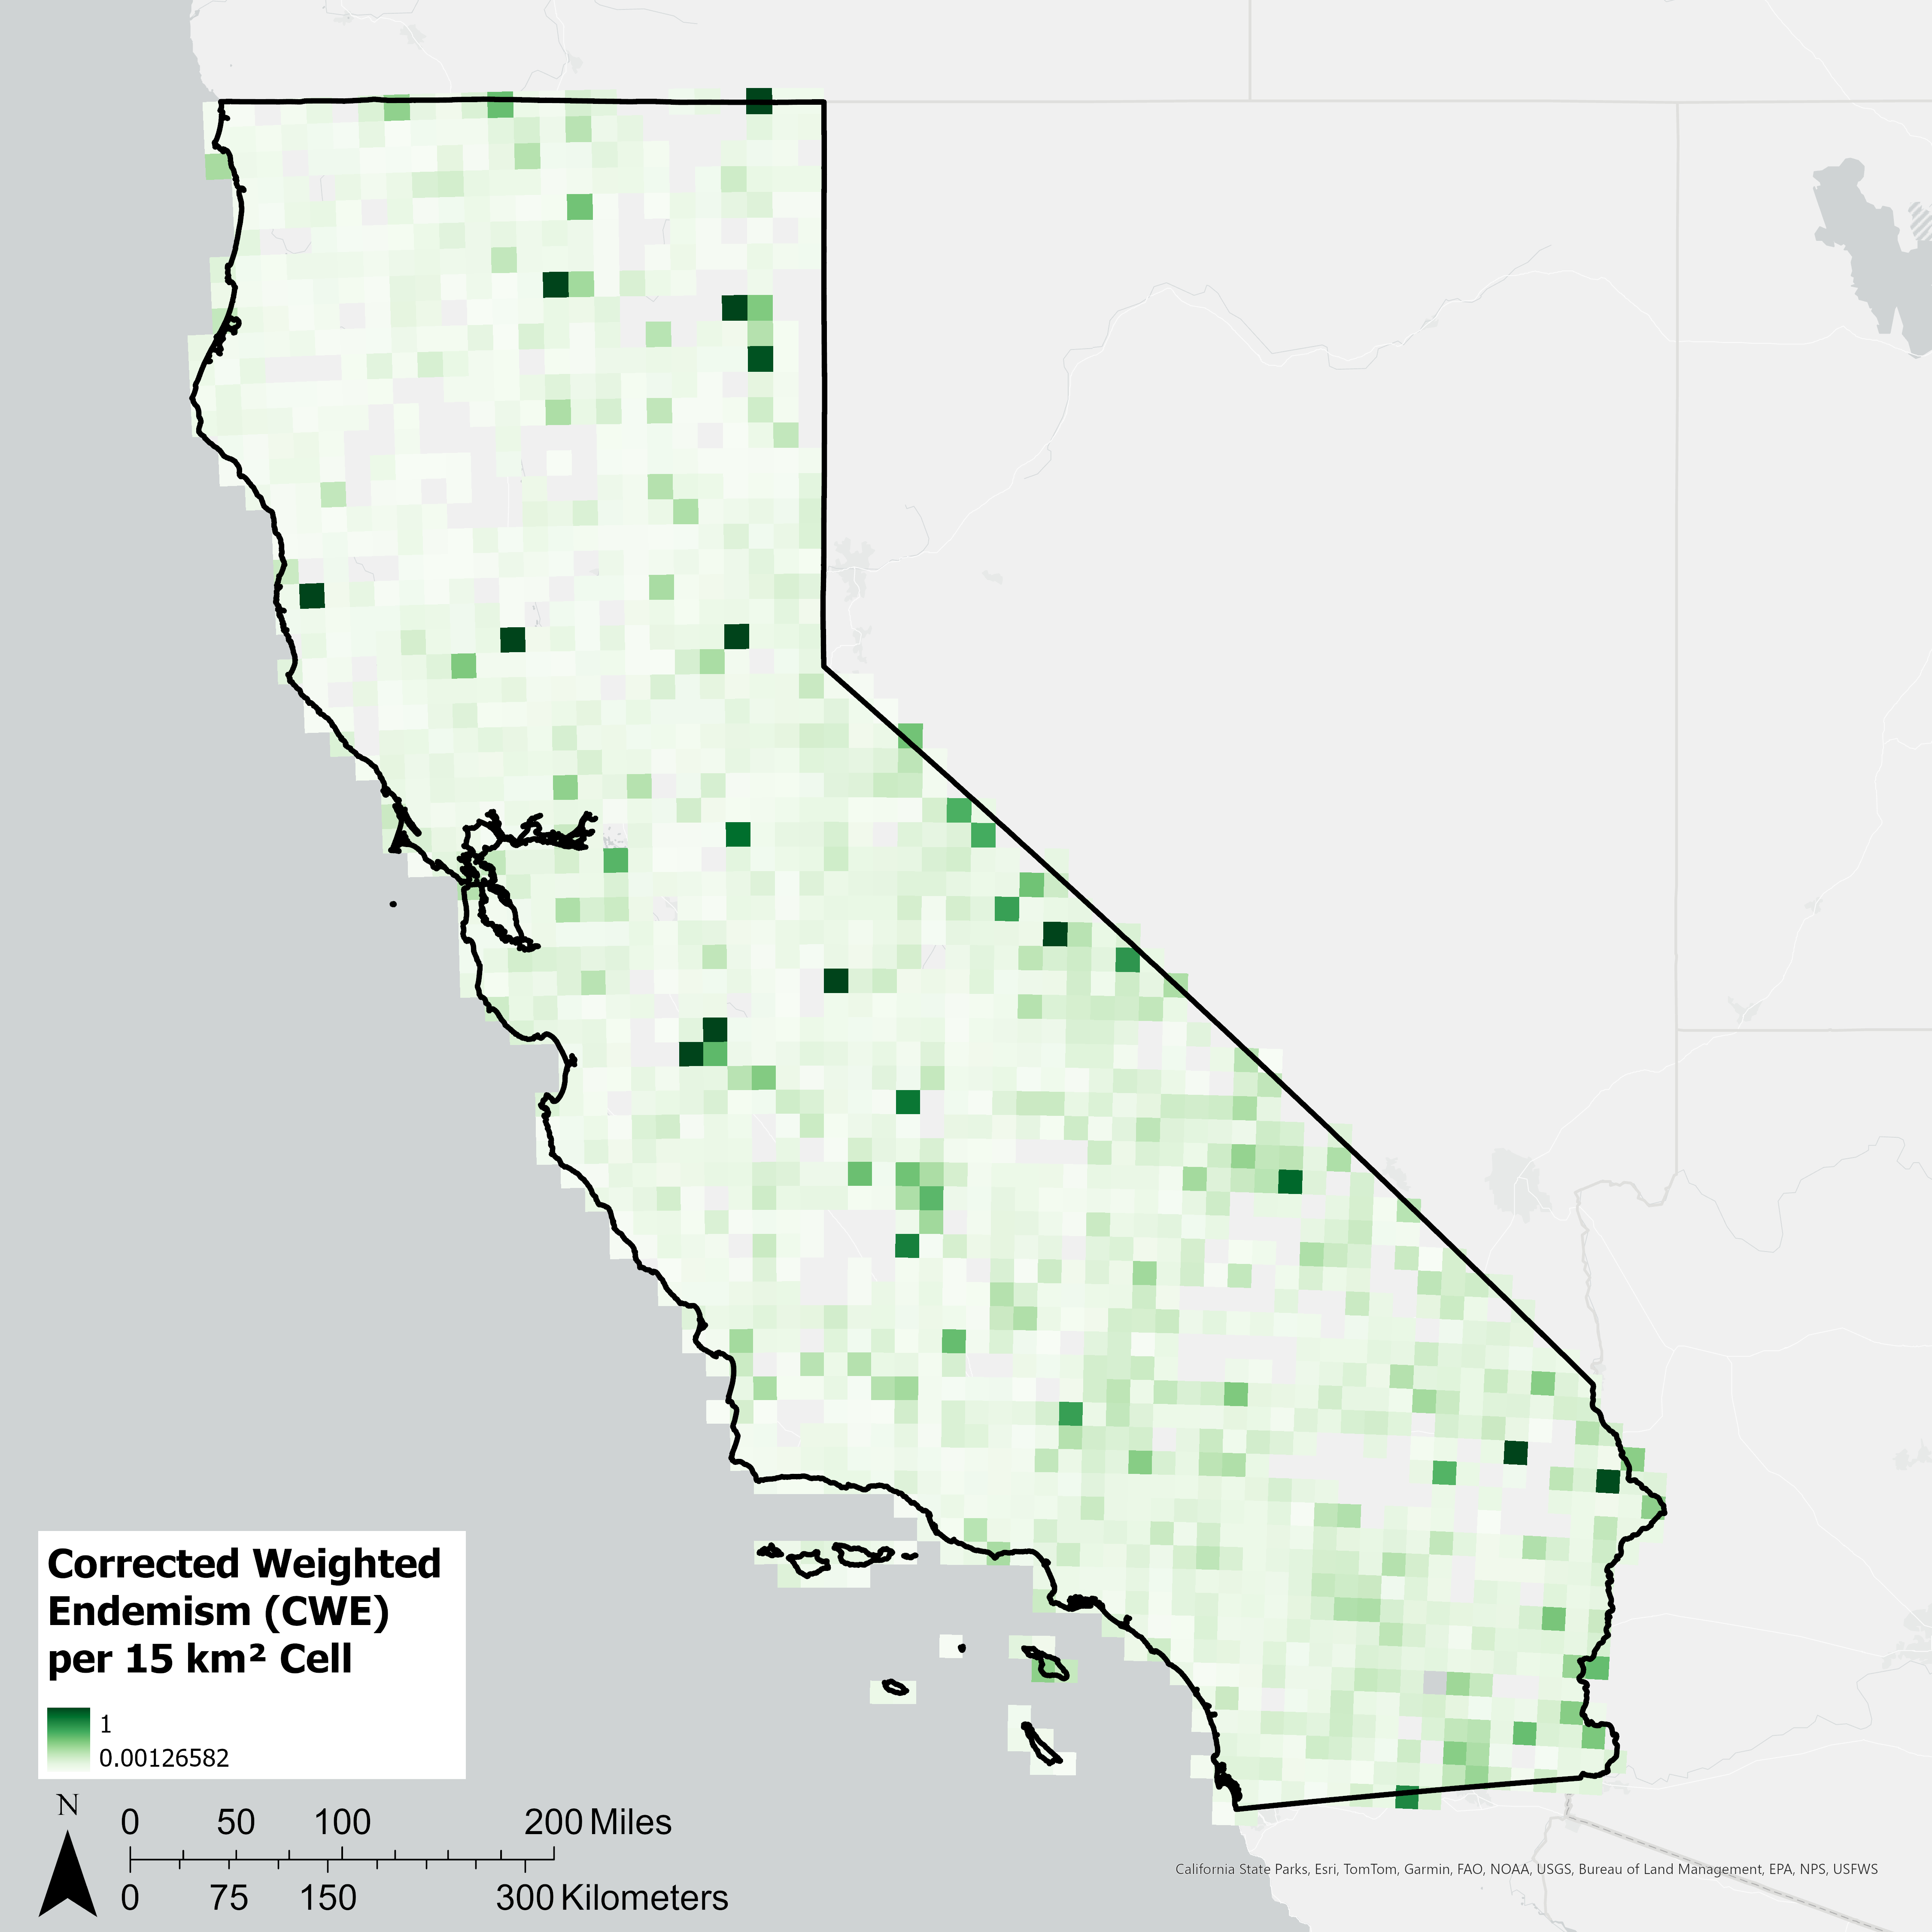 Corrected Weighted
Endemism (CWE)
per 15 km² Cell
1
0.00126582
N
0 50 100 200 Miles
0 75 150 300 Kilometers
California State Parks, Esri, TomTom, Garmin, FAO, NOAA, USGS, Bureau of Land Management, EPA, NPS, USFWS